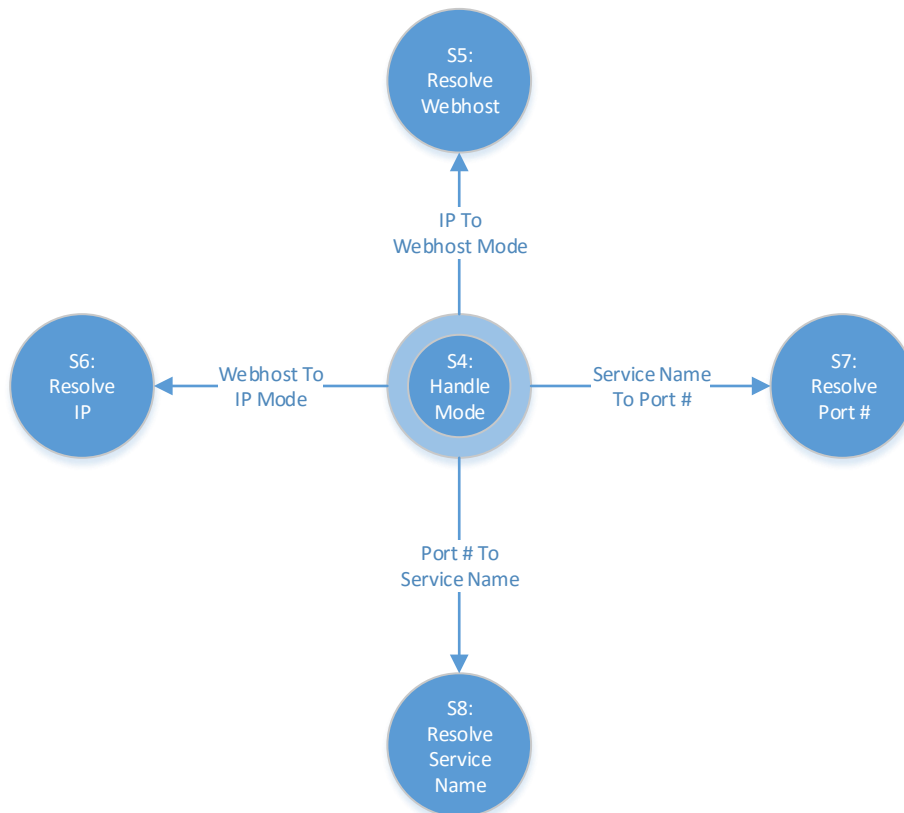 S5:
Resolve
Webhost
IP To
Webhost Mode
S6:
Resolve
IP
Webhost To
IP Mode
S4:
Handle
Mode
Service Name
To Port #
S7:
Resolve
Port #
Port # To
Service Name
S8:
Resolve
Service
Name